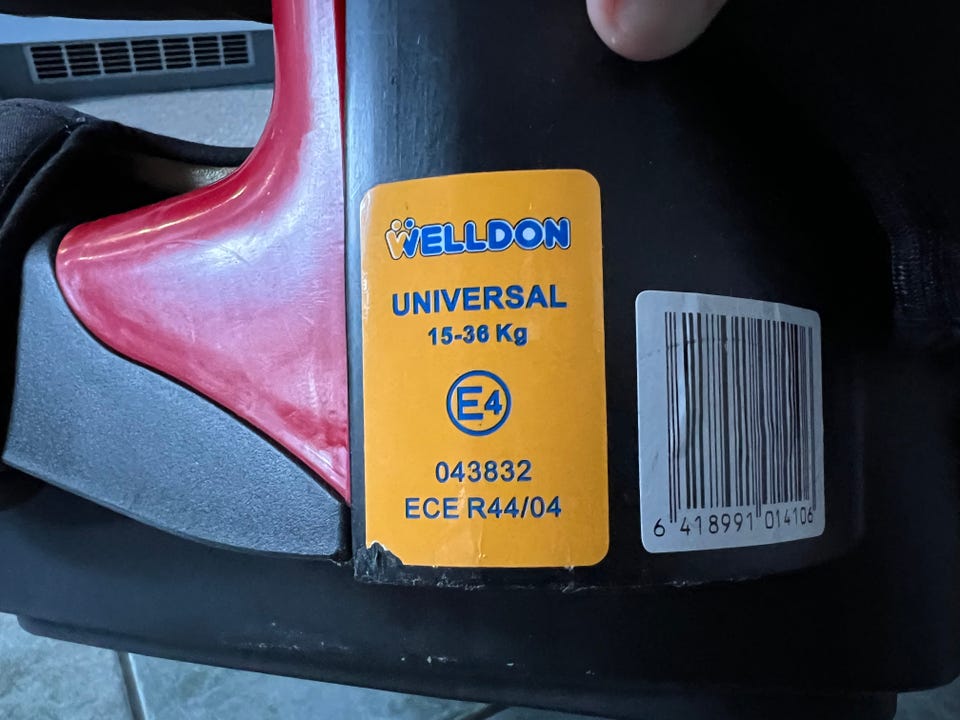 WELLDON
UNIVERSAL
15-36 Kg
E4
043832
ECE R44/04
6 418991 014106